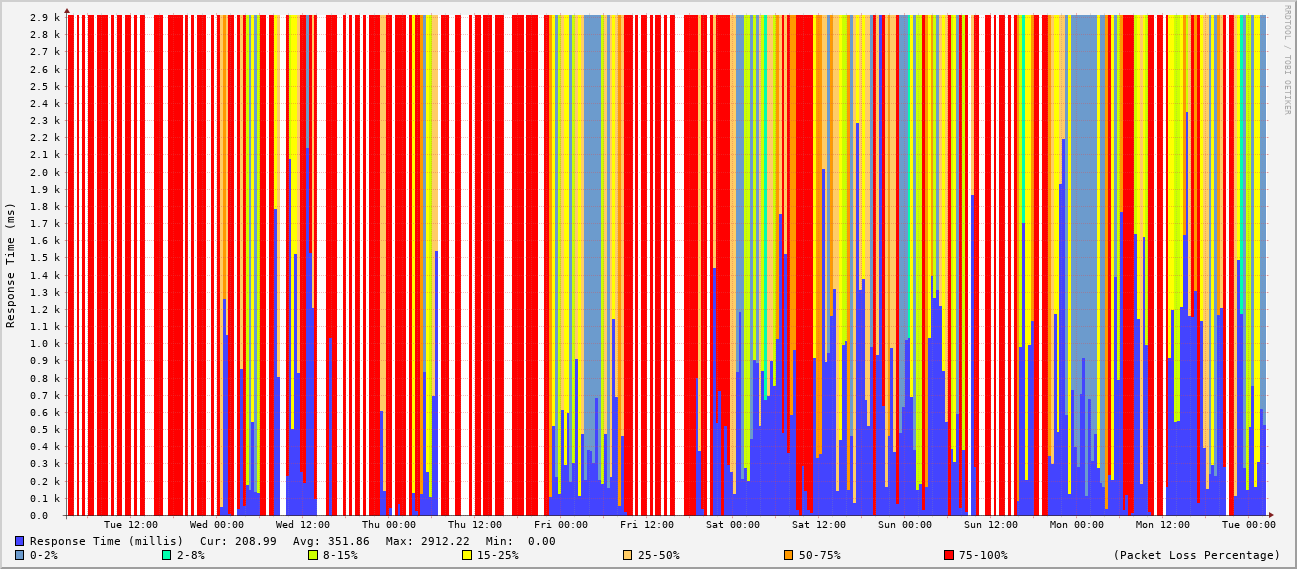 2.9 k
2.8 k
2.7 k
2.6 k
2.5 k
2.4 k
2.3 k
2.2 k
2.1 k
2.0 k
1.9 k
1.8 k
1.7 k
1.6 k
1.5 k
1.4 k
1.3 k
1.2 k
1.1 k
1.0 k
0.9 k
0.8 k
0.7 k
0.6 k
0.5 k
0.4 k
0.3 k
0.2 k
0.1 k
0.0
Response Time (ms)
RRDTOOL / TOBI OETIKER
Tue 12:00 Wed 00:00 Wed 12:00 Thu 00:00 Thu 12:00 Fri 00:00 Fri 12:00 Sat 00:00 Sat 12:00 Sun 00:00 Sun 12:00 Mon 00:00 Mon 12:00 Tue 00:00
Response Time (millis) Cur: 208.99 Avg: 351.86 Max: 2912.22 Min: 0.00
0-2% 2-8% 8-15% 15-25% 25-50% 50-75% 75-100% (Packet Loss Percentage)